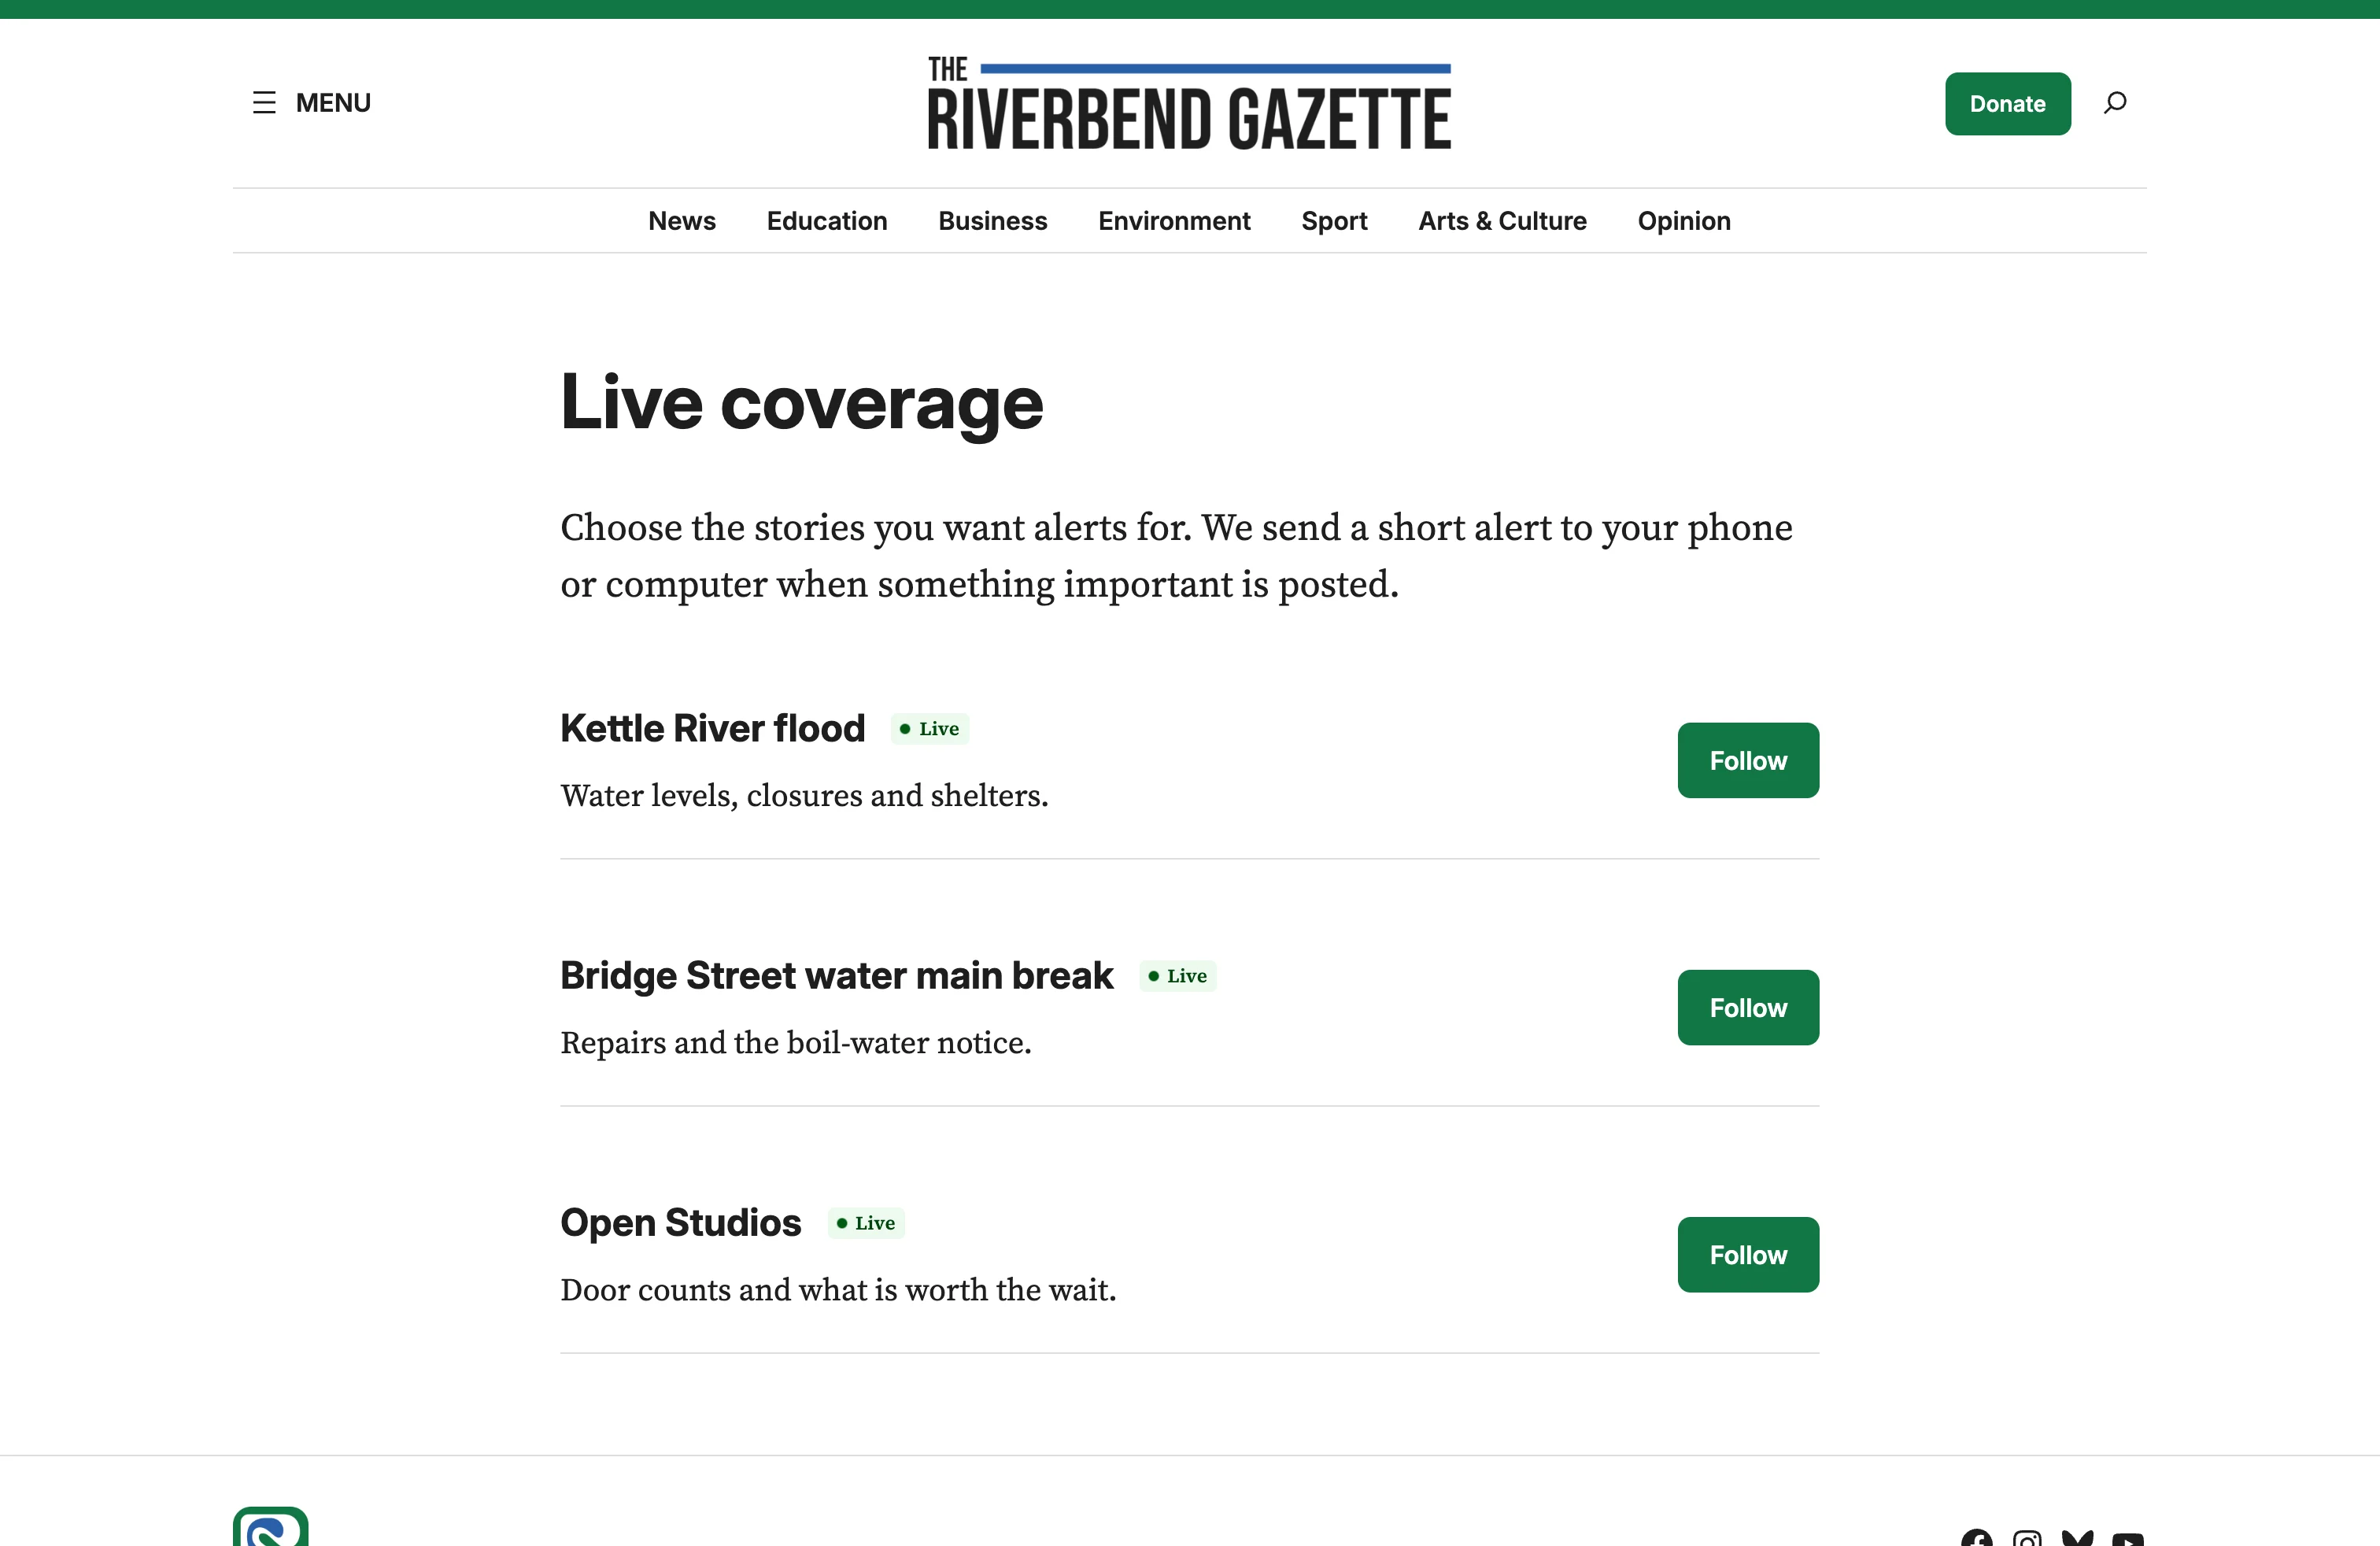 MENU
THE
RIVERBEND GAZETTE
Donate
News Education Business Environment Sport Arts & Culture Opinion
Live coverage
Choose the stories you want alerts for. We send a short alert to your phone
or computer when something important is posted.
Kettle River flood Live
Water levels, closures and shelters.
Follow
Bridge Street water main break Live
Repairs and the boil-water notice.
Follow
Open Studios Live
Door counts and what is worth the wait.
Follow